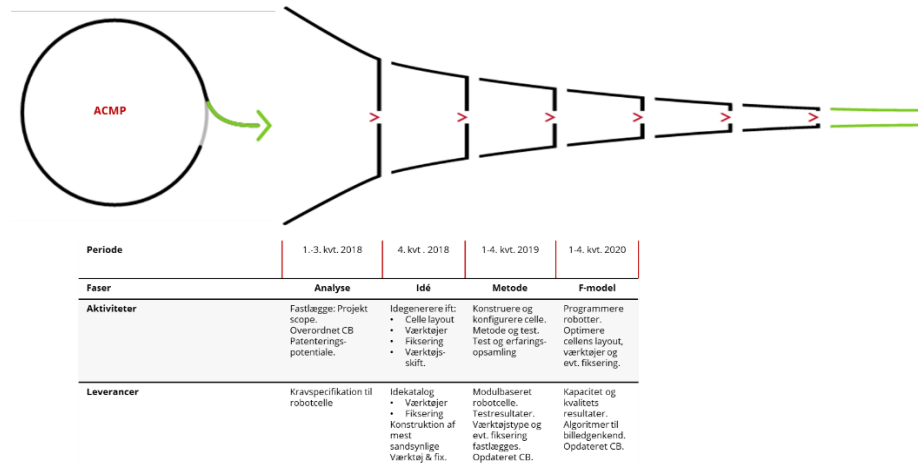 ACMP
> > > > > >
Periode 1.-3. kvt. 2018 4. kvt . 2018 1-4. kvt. 2019 1-4. kvt. 2020
Faser Analyse Idé Metode F-model
Aktiviteter
Fastlægge: Projekt
scope.
Overordnet CB
Patenterings-
potentiale.
Idegenerere ift:
• Celle layout
• Værktøjer
• Fiksering
• Værktøjs-
skift.
Konstruere og
konfigurere celle.
Metode og test.
Test og erfarings-
opsamling
Programmere
robotter.
Optimere
cellens layout,
værktøjer og
evt. fiksering.
Leverancer
Kravspecifikation til
robotcelle
Idekatalog
• Værktøjer
• Fiksering
Konstruktion af
mest
sandsynlige
Værktøj & fix.
Modulbaseret
robotcelle.
Testresultater.
Værktøjstype og
evt. fiksering
fastlægges.
Opdateret CB.
Kapacitet og
kvalitets
resultater.
Algoritmer til
billedgenkend.
Opdateret CB.